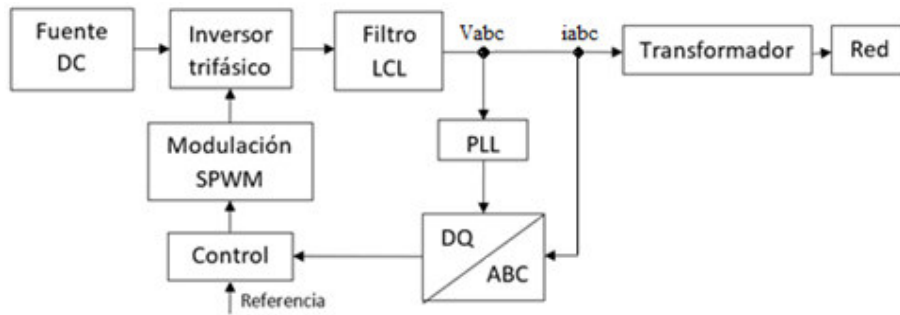 Fuente
DC
Inversor
trifásico
Filtro
LCL
Vabc
iabc
Transformador
Red
Modulación
SPWM
PLL
Control
DQ
ABC
Referencia